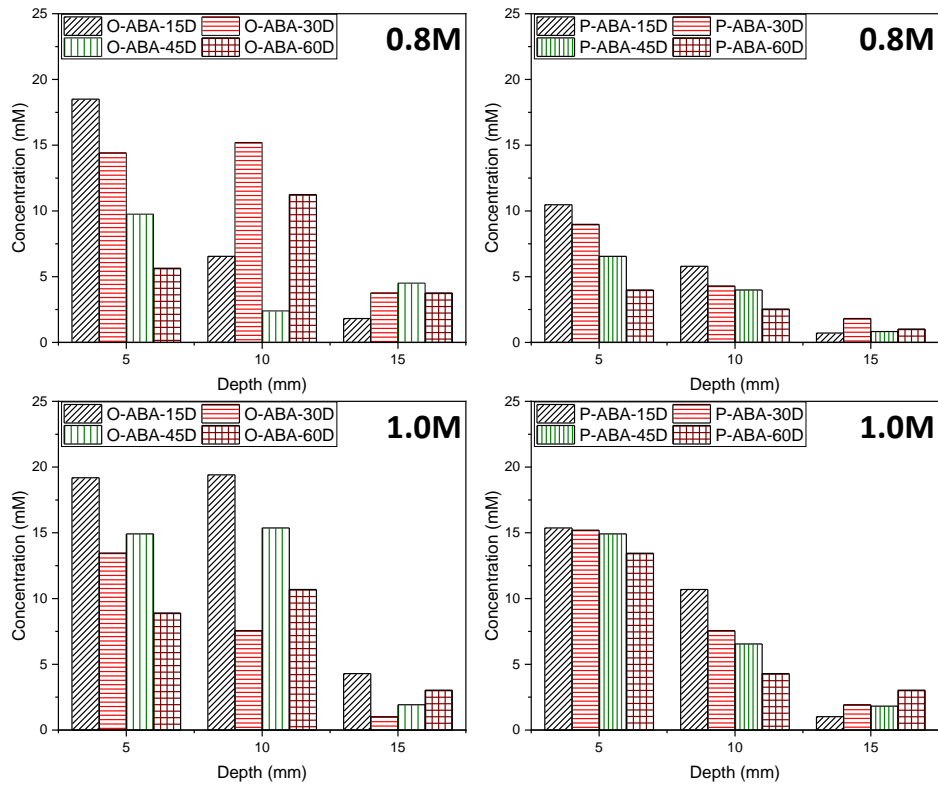 O-ABA-15D O-ABA-30D
O-ABA-45D O-ABA-60D
0.8M
25
20
15
10
5
0
Concentration (mM)
5 10 15
Depth (mm)
P-ABA-15D P-ABA-30D
P-ABA-45D P-ABA-60D
0.8M
25
20
15
10
5
0
Concentration (mM)
5 10 15
Depth (mm)
O-ABA-15D O-ABA-30D
O-ABA-45D O-ABA-60D
1.0M
25
20
15
10
5
0
Concentration (mM)
5 10 15
Depth (mm)
P-ABA-15D P-ABA-30D
P-ABA-45D P-ABA-60D
1.0M
25
20
15
10
5
0
Concentration (mM)
5 10 15
Depth (mm)